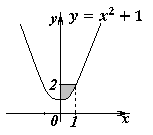 y y = x² + 1
2
0 1 x